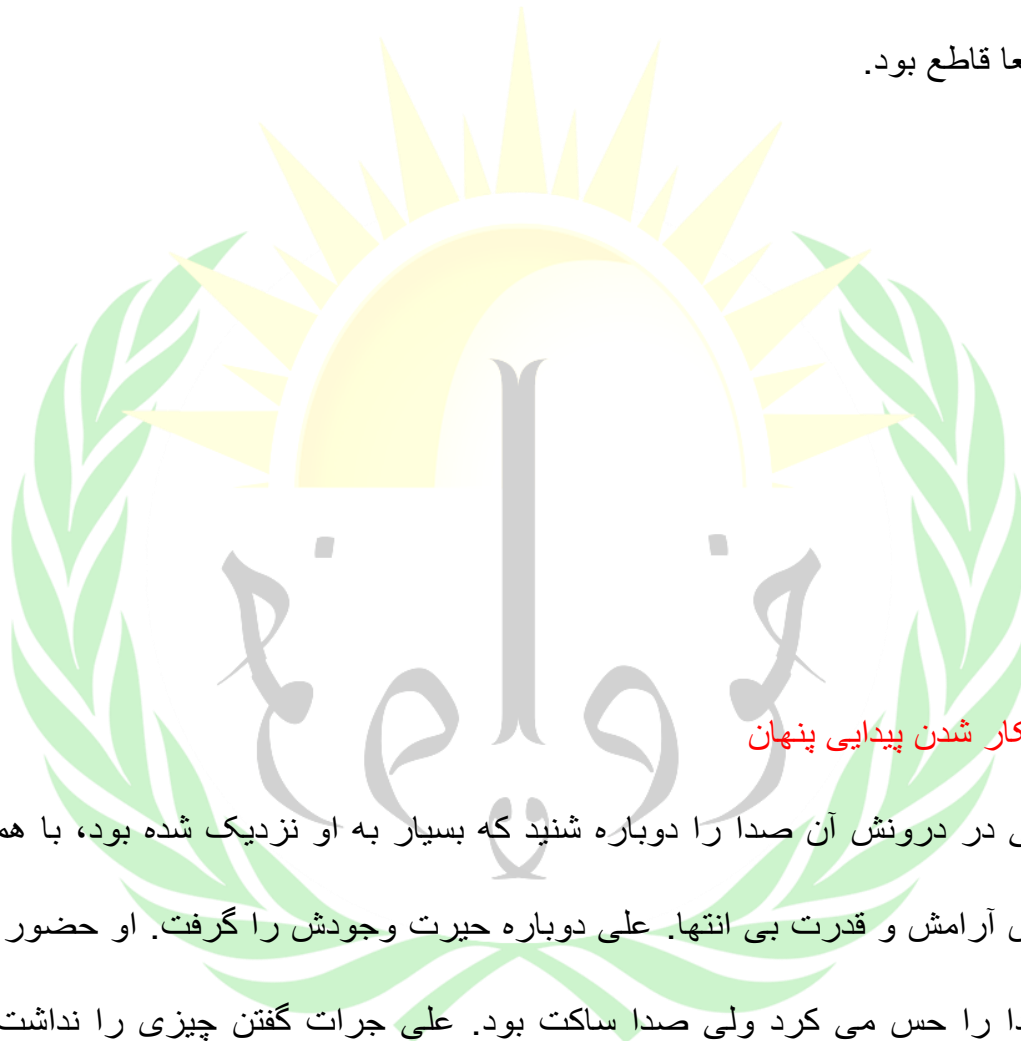 قاطع بود.
شدن پیدایی پنهان
در درونش آن صدا را دوباره شنید که بسیار به او نزدیک شده بود، با
آرامش و قدرت بی انتها. علی دوباره حیرت وجودش را گرفت. او حضور
را حس می کرد ولی صدا ساکت بود. علی جرات گفتن چیزی را نداشت